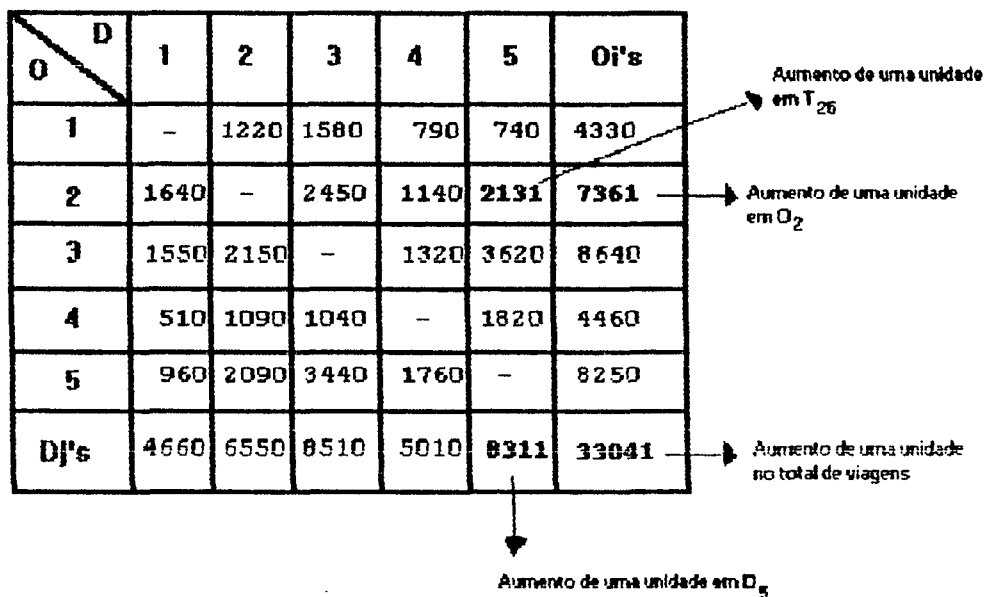 D
O 1 2 3 4 5 Oi's
1 – 1220 1580 790 740 4330
2 1640 – 2450 1140 2131 7361
3 1550 2150 – 1320 3620 8640
4 510 1090 1040 – 1820 4460
5 960 2090 3440 1760 – 8250
Dj's 4660 6550 8510 5010 8311 33041
Aumento de uma unidade
em T26
Aumento de uma unidade
em O2
Aumento de uma unidade
no total de viagens
Aumento de uma unidade em D5